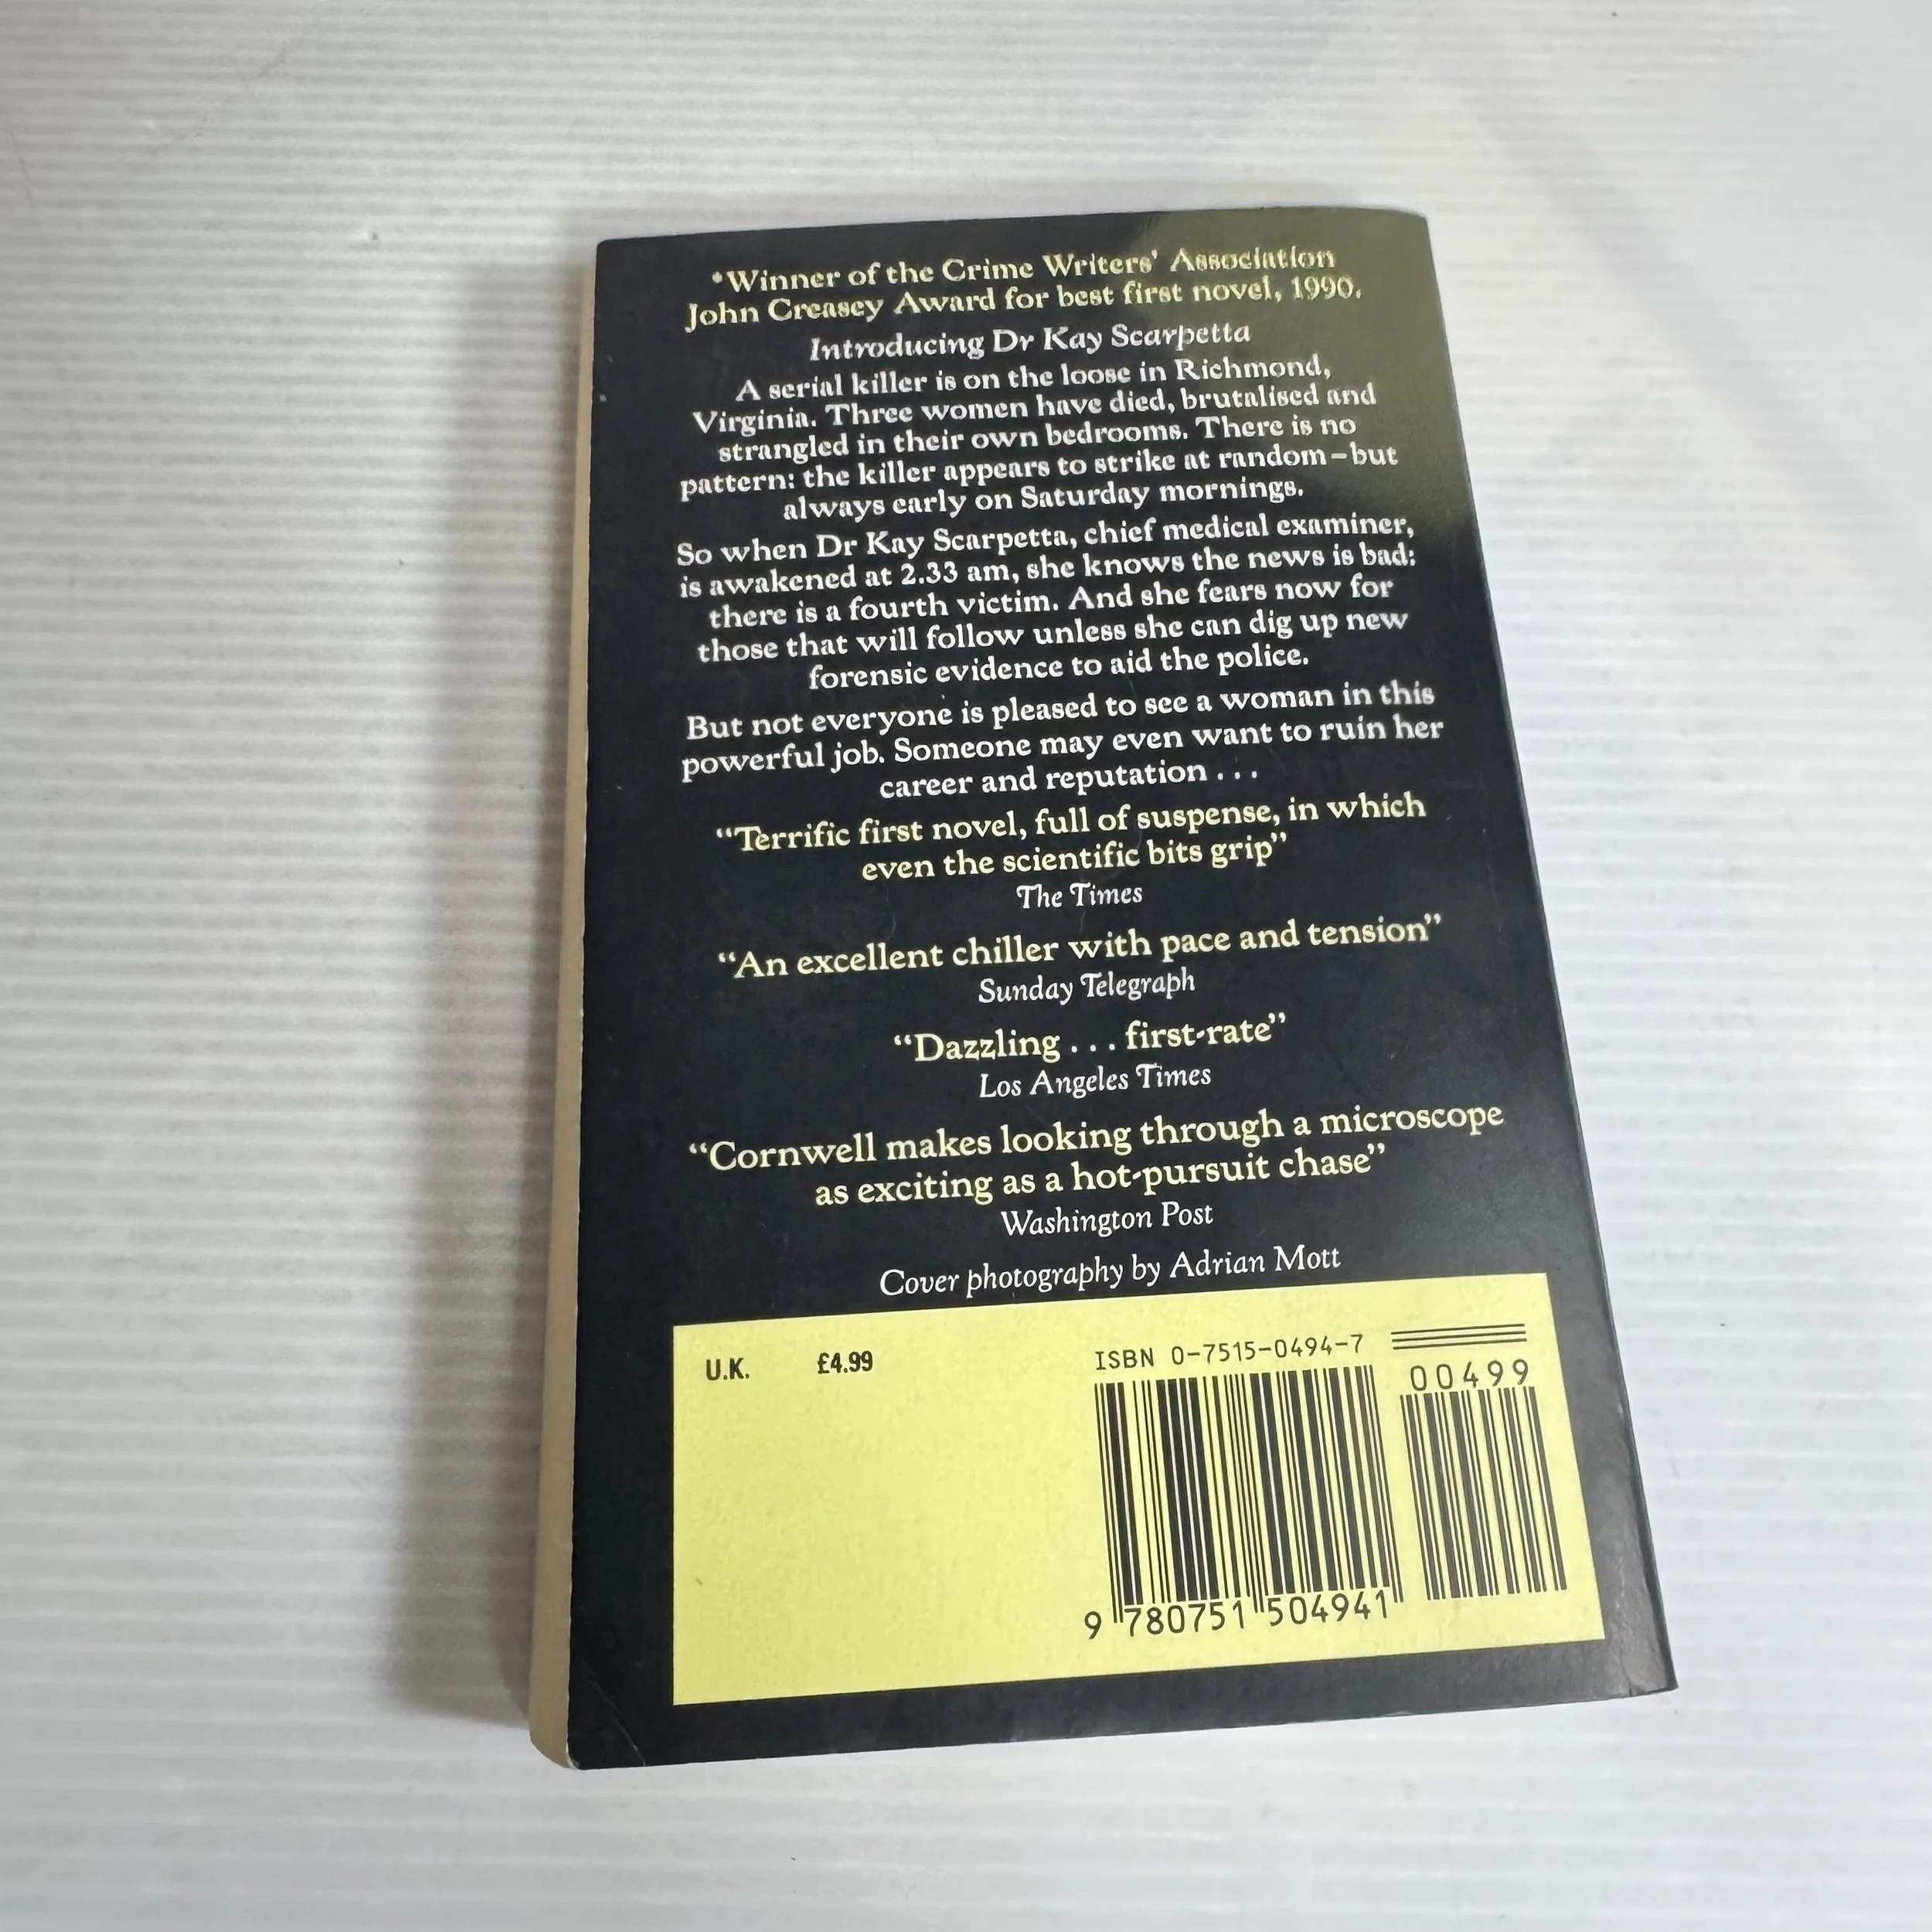 *Winner of the Crime Writers' Association
John Creasey Award for best first novel, 1990.
Introducing Dr Kay Scarpetta
A serial killer is on the loose in Richmond,
Virginia. Three women have died, brutalised and
strangled in their own bedrooms. There is no
pattern: the killer appears to strike at random – but
always early on Saturday mornings.
So when Dr Kay Scarpetta, chief medical examiner,
is awakened at 2.33 am, she knows the news is bad:
there is a fourth victim. And she fears now for
those that will follow unless she can dig up new
forensic evidence to aid the police.
But not everyone is pleased to see a woman in this
powerful job. Someone may even want to ruin her
career and reputation . . .
“Terrific first novel, full of suspense, in which
even the scientific bits grip”
The Times
“An excellent chiller with pace and tension”
Sunday Telegraph
“Dazzling . . . first-rate”
Los Angeles Times
“Cornwell makes looking through a microscope
as exciting as a hot-pursuit chase”
Washington Post
Cover photography by Adrian Mott
U.K. £4.99
ISBN 0-7515-0494-7
00499
9 780751 504941